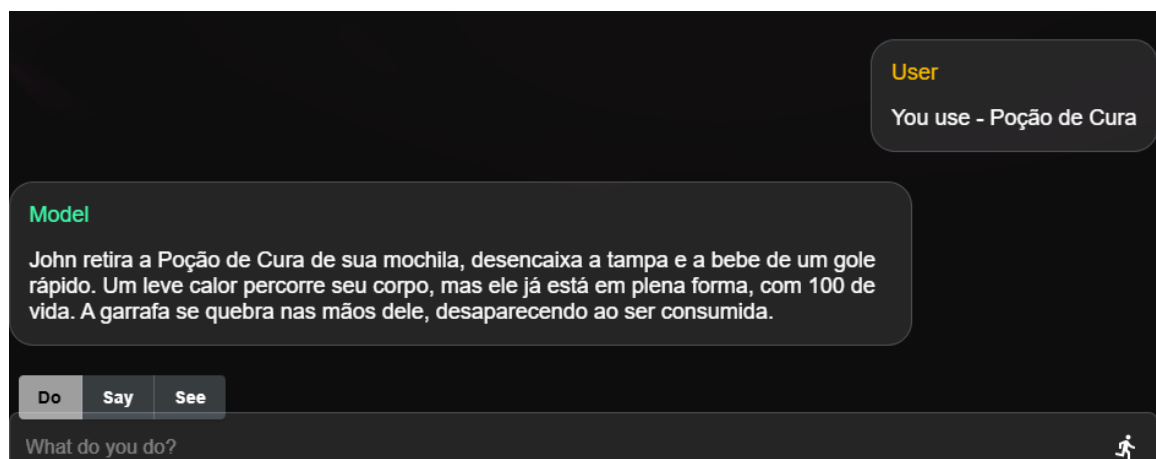 User
You use - Poção de Cura
Model
John retira a Poção de Cura de sua mochila, desencaixa a tampa e a bebe de um gole
rápido. Um leve calor percorre seu corpo, mas ele já está em plena forma, com 100 de
vida. A garrafa se quebra nas mãos dele, desaparecendo ao ser consumida.
Do Say See
What do you do?